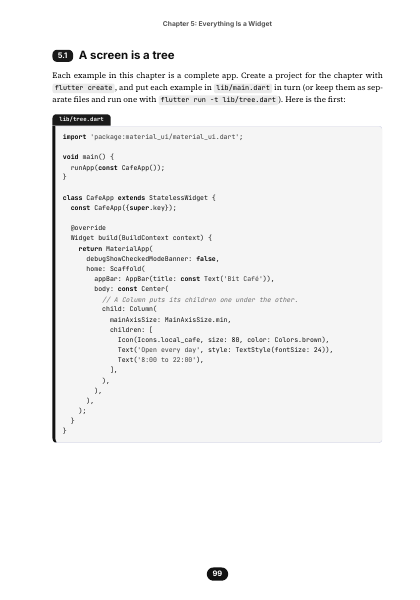 Chapter 5: Everything Is a Widget
5.1 A screen is a tree
Each example in this chapter is a complete app. Create a project for the chapter with
flutter create, and put each example in lib/main.dart in turn (or keep them as sep-
arate files and run one with flutter run -t lib/tree.dart). Here is the first:
lib/tree.dart
import 'package:material_ui/material_ui.dart';
void main() {
  runApp(const CafeApp());
}
class CafeApp extends StatelessWidget {
  const CafeApp({super.key});
  @override
  Widget build(BuildContext context) {
    return MaterialApp(
      debugShowCheckedModeBanner: false,
      home: Scaffold(
        appBar: AppBar(title: const Text('Bit Café')),
        body: const Center(
          // A Column puts its children one under the other.
          child: Column(
            mainAxisSize: MainAxisSize.min,
            children: [
              Icon(Icons.local_cafe, size: 80, color: Colors.brown),
              Text('Open every day', style: TextStyle(fontSize: 24)),
              Text('8:00 to 22:00'),
            ],
          ),
        ),
      ),
    );
  }
}
99